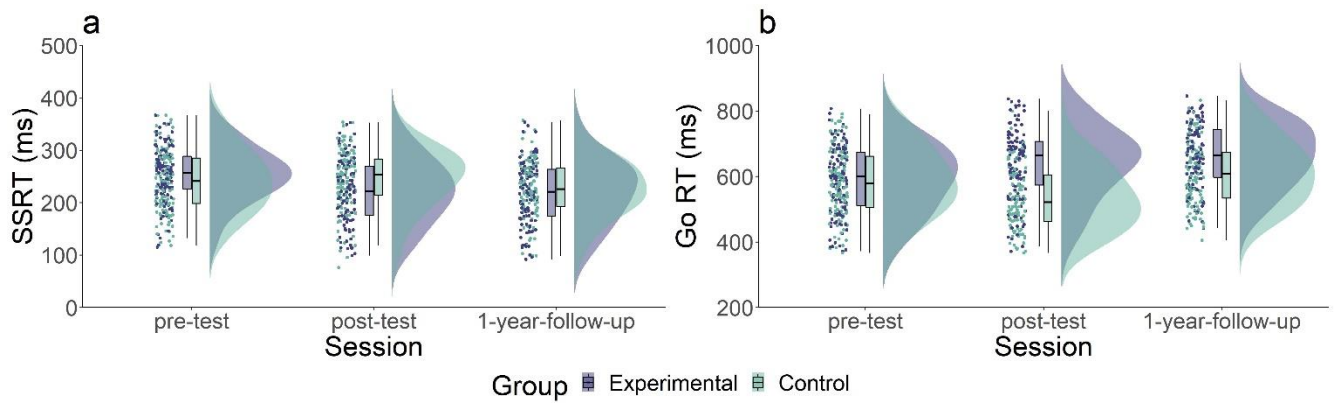 a
500
400
300
200
100
0
SSRT (ms)
pre-test post-test 1-year-follow-up
Session
b
1000
800
600
400
200
Go RT (ms)
pre-test post-test 1-year-follow-up
Session
Group Experimental Control